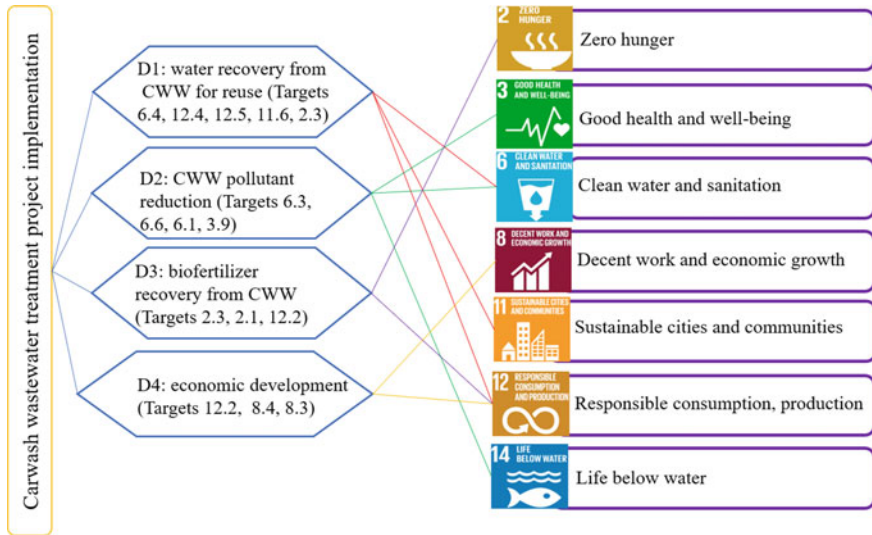 Carwash wastewater treatment project implementation
D1: water recovery from
CWW for reuse (Targets
6.4, 12.4, 12.5, 11.6, 2.3)
D2: CWW pollutant
reduction (Targets 6.3,
6.6, 6.1, 3.9)
D3: biofertilizer
recovery from CWW
(Targets 2.3, 2.1, 12.2)
D4: economic development
(Targets 12.2, 8.4, 8.3)
2 ZERO
HUNGER
Zero hunger
3 GOOD HEALTH
AND WELL-BEING
Good health and well-being
6 CLEAN WATER
AND SANITATION
Clean water and sanitation
8 DECENT WORK AND
ECONOMIC GROWTH
Decent work and economic growth
11 SUSTAINABLE CITIES
AND COMMUNITIES
Sustainable cities and communities
12 RESPONSIBLE
CONSUMPTION
AND PRODUCTION
Responsible consumption, production
14 LIFE
BELOW WATER
Life below water